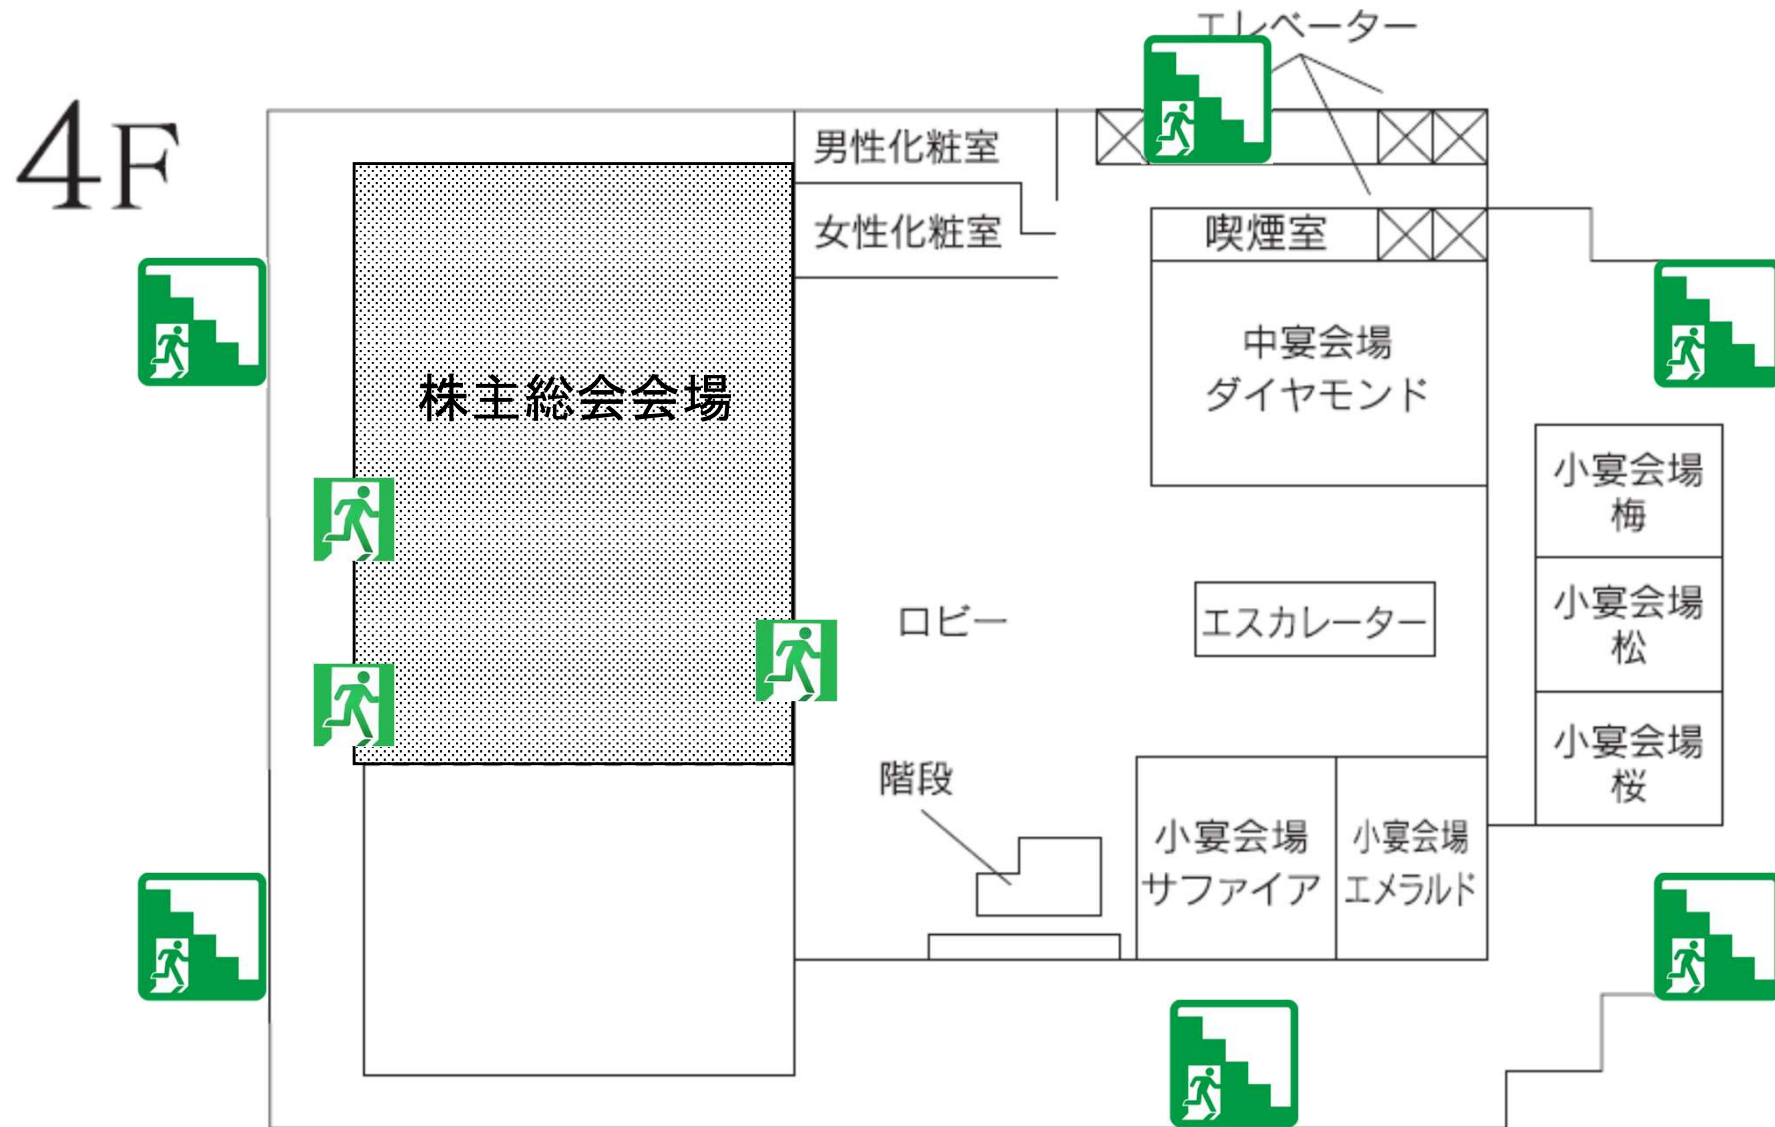 エレベーター
4F
男性化粧室
女性化粧室
喫煙室
中宴会場
ダイヤモンド
株主総会会場
小宴会場
梅
小宴会場
松
ロビー
エスカレーター
小宴会場
桜
階段
小宴会場
サファイア
小宴会場
エメラルド